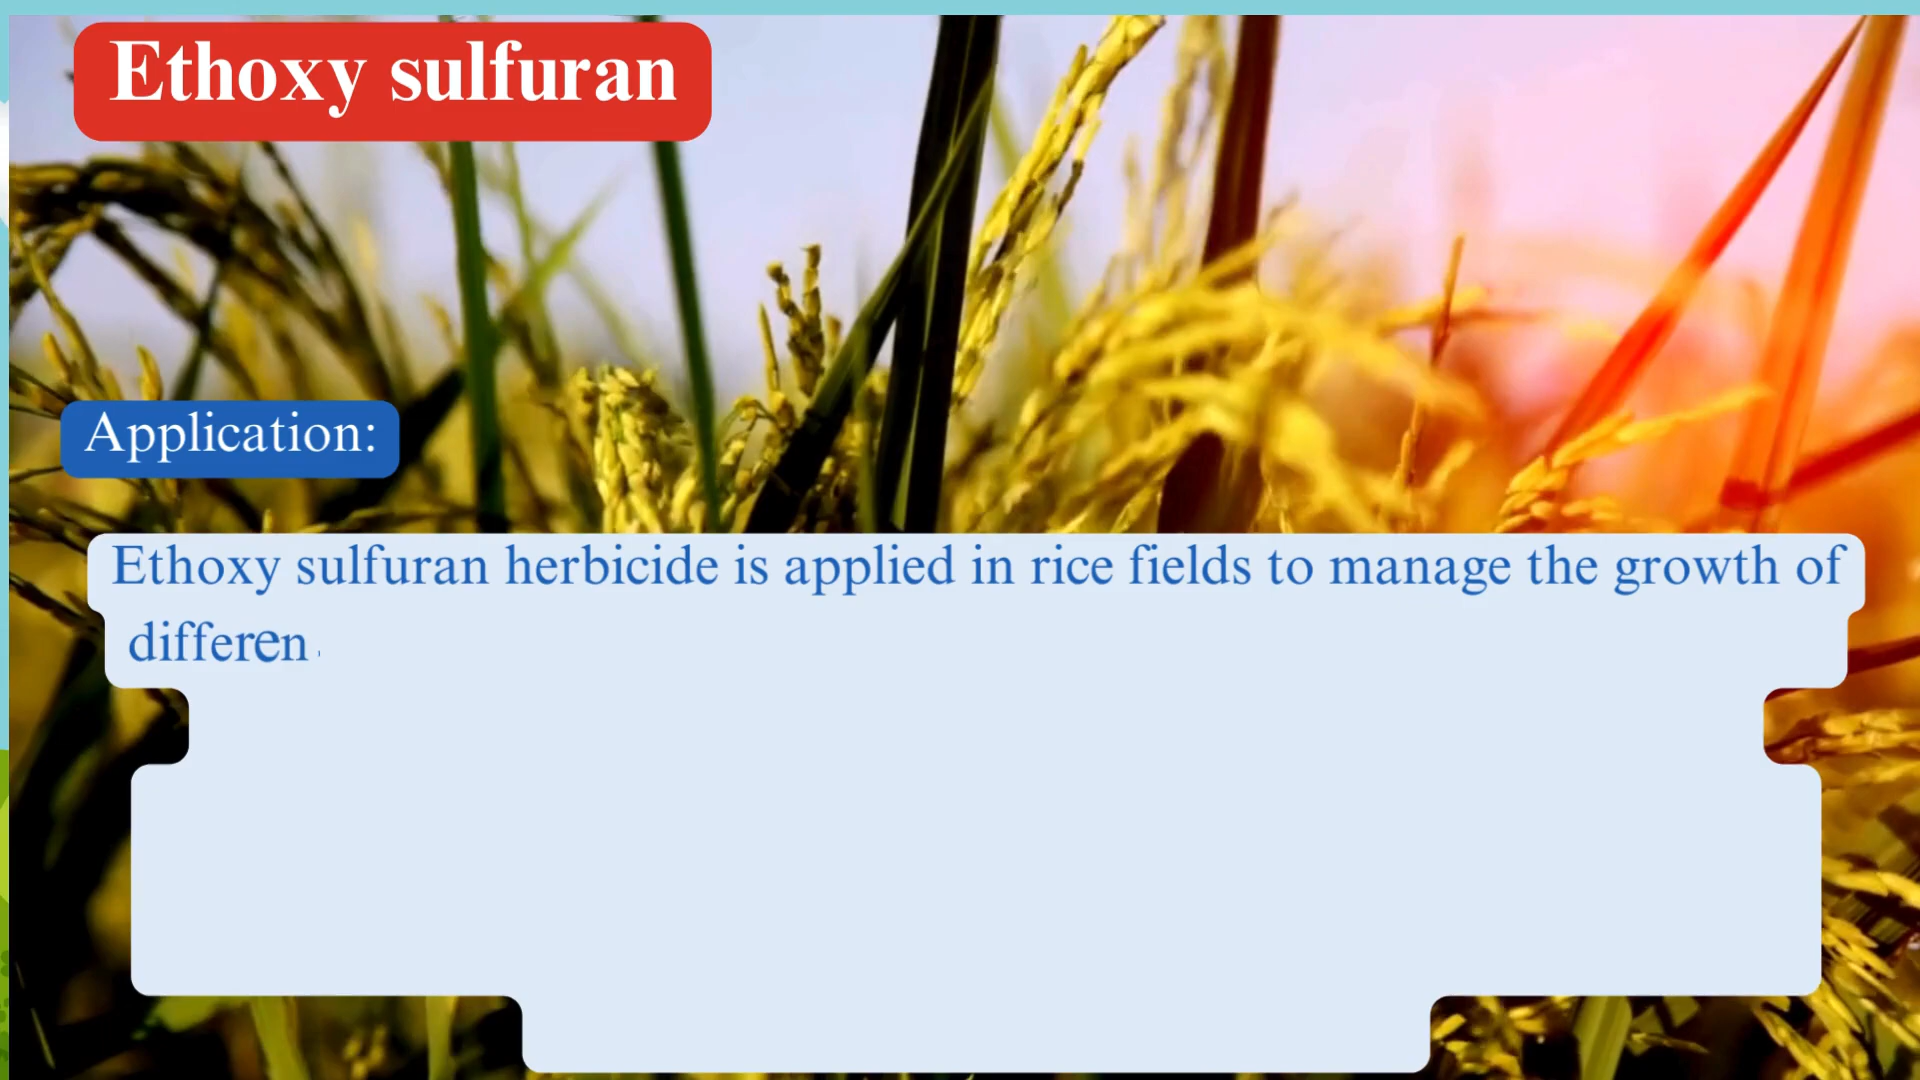 Ethoxy sulfuran
Application:
Ethoxy sulfuran herbicide is applied in rice fields to manage the growth of
differen